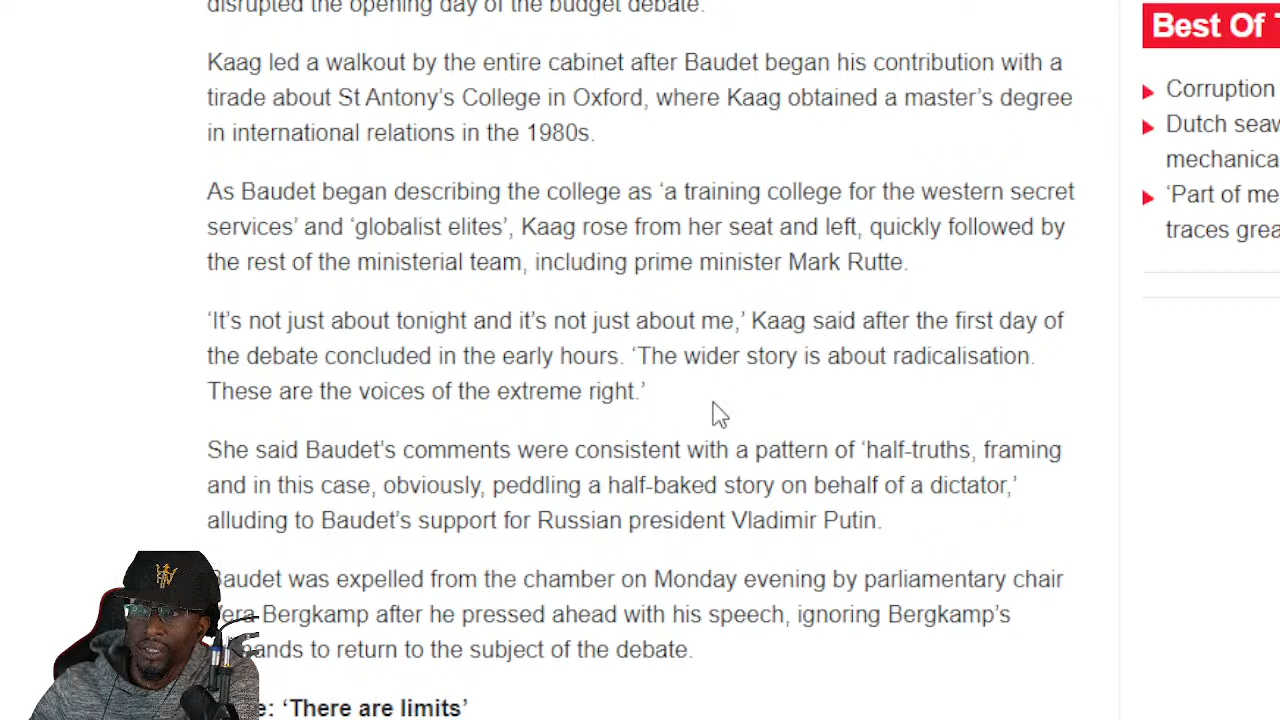 disrupted the opening day of the budget debate.
Kaag led a walkout by the entire cabinet after Baudet began his contribution with a
tirade about St Antony's College in Oxford, where Kaag obtained a master's degree
in international relations in the 1980s.
As Baudet began describing the college as ‘a training college for the western secret
services’ and ‘globalist elites’, Kaag rose from her seat and left, quickly followed by
the rest of the ministerial team, including prime minister Mark Rutte.
‘It’s not just about tonight and it’s not just about me,’ Kaag said after the first day of
the debate concluded in the early hours. ‘The wider story is about radicalisation.
These are the voices of the extreme right.’
She said Baudet’s comments were consistent with a pattern of ‘half-truths, framing
and in this case, obviously, peddling a half-baked story on behalf of a dictator,’
alluding to Baudet’s support for Russian president Vladimir Putin.
Baudet was expelled from the chamber on Monday evening by parliamentary chair
Vera Bergkamp after he pressed ahead with his speech, ignoring Bergkamp’s
ands to return to the subject of the debate.
e: ‘There are limits’
Best Of
Corruption
Dutch seaw
mechanica
‘Part of me
traces grea